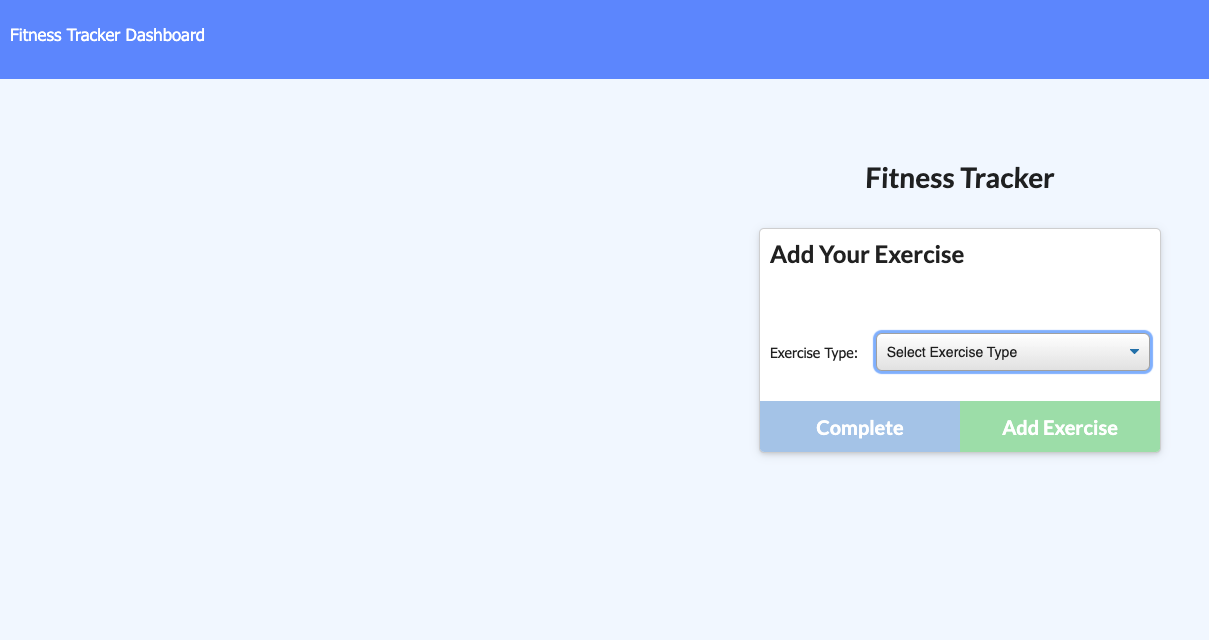 Fitness Tracker Dashboard
Fitness Tracker
Add Your Exercise
Exercise Type: Select Exercise Type
Complete Add Exercise